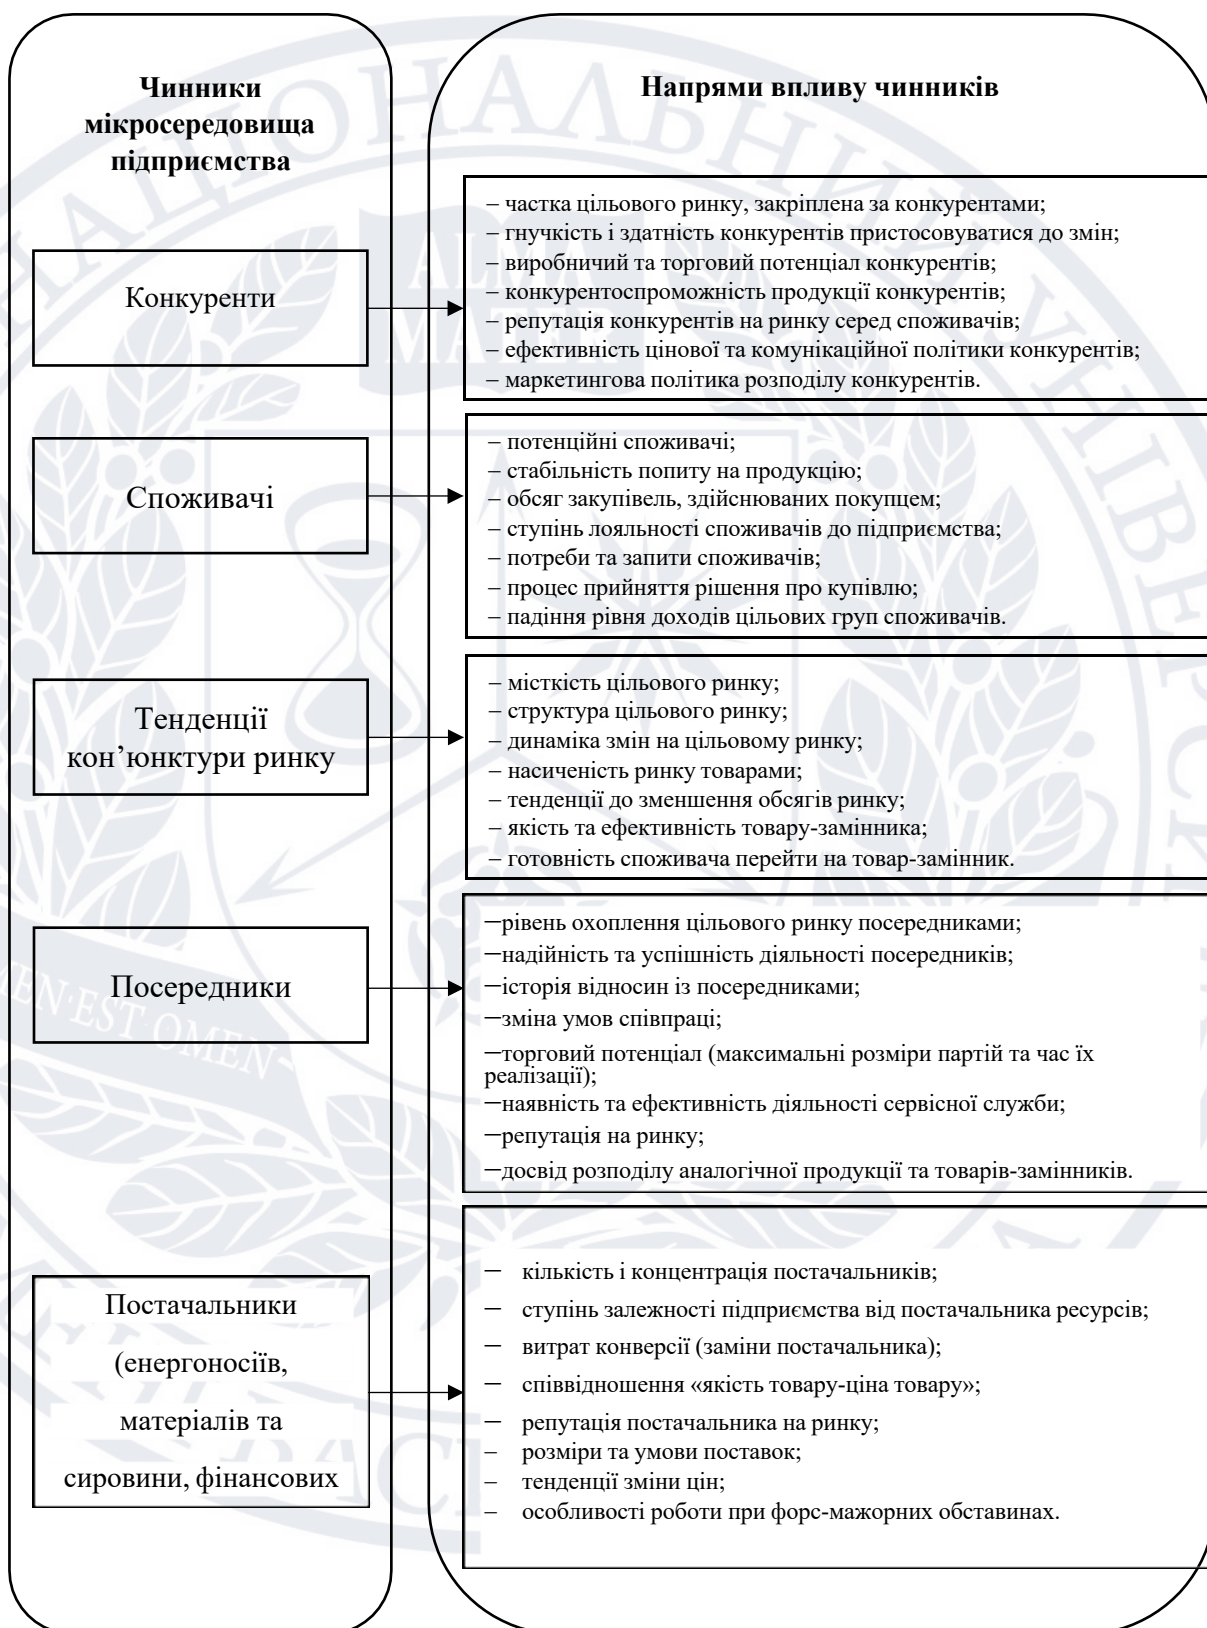 Чинники
мікросередовища
підприємства
Напрями впливу чинників
Конкуренти
– частка цільового ринку, закріплена за конкурентами;
– гнучкість і здатність конкурентів пристосовуватися до змін;
– виробничий та торговий потенціал конкурентів;
– конкурентоспроможність продукції конкурентів;
– репутація конкурентів на ринку серед споживачів;
– ефективність цінової та комунікаційної політики конкурентів;
– маркетингова політика розподілу конкурентів.
Споживачі
– потенційні споживачі;
– стабільність попиту на продукцію;
– обсяг закупівель, здійснюваних покупцем;
– ступінь лояльності споживачів до підприємства;
– потреби та запити споживачів;
– процес прийняття рішення про купівлю;
– падіння рівня доходів цільових груп споживачів.
Тенденції
кон’юнктури ринку
– місткість цільового ринку;
– структура цільового ринку;
– динаміка змін на цільовому ринку;
– насиченість ринку товарами;
– тенденції до зменшення обсягів ринку;
– якість та ефективність товару-замінника;
– готовність споживача перейти на товар-замінник.
Посередники
—рівень охоплення цільового ринку посередниками;
—надійність та успішність діяльності посередників;
—історія відносин із посередниками;
—зміна умов співпраці;
—торговий потенціал (максимальні розміри партій та час їх
реалізації);
—наявність та ефективність діяльності сервісної служби;
—репутація на ринку;
—досвід розподілу аналогічної продукції та товарів-замінників.
Постачальники
(енергоносіїв,
матеріалів та
сировини, фінансових
— кількість і концентрація постачальників;
— ступінь залежності підприємства від постачальника ресурсів;
— витрат конверсії (заміни постачальника);
— співвідношення «якість товару-ціна товару»;
— репутація постачальника на ринку;
– розміри та умови поставок;
– тенденції зміни цін;
– особливості роботи при форс-мажорних обставинах.
НАЦІОНАЛЬНИЙ УНІВЕРСИ
ALMA
MATER
MEN EST OMEN